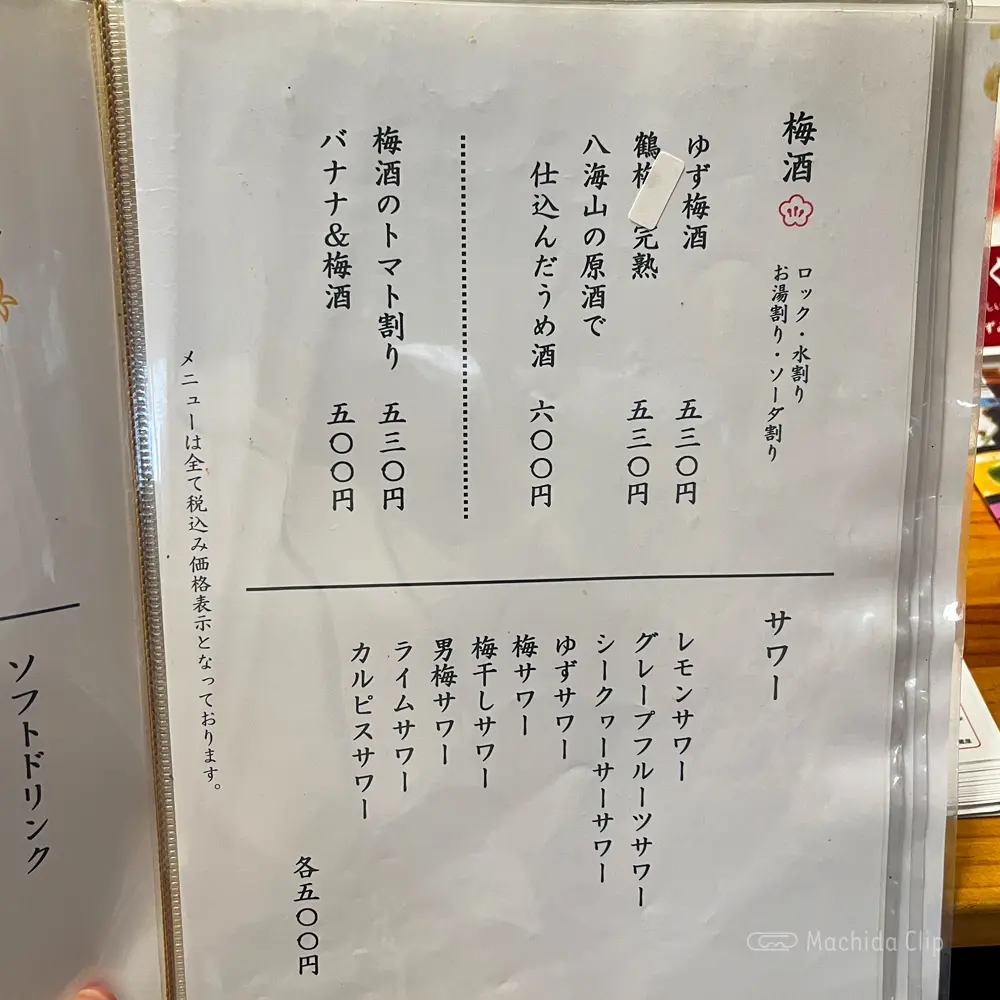 梅酒
ロック・水割り
お湯割り・ソーダ割り
ゆず梅酒 五三〇円
鶴梅 完熟 五三〇円
八海山の原酒で
仕込んだうめ酒 六〇〇円
梅酒のトマト割り 五三〇円
バナナ&梅酒 五〇〇円
サワー
レモンサワー
グレープフルーツサワー
シークヮーサーサワー
ゆずサワー
梅サワー
梅干しサワー
男梅サワー
ライムサワー
カルピスサワー
各五〇〇円
メニューは全て税込み価格表示となっております。
ソフトドリンク
Machida Clip